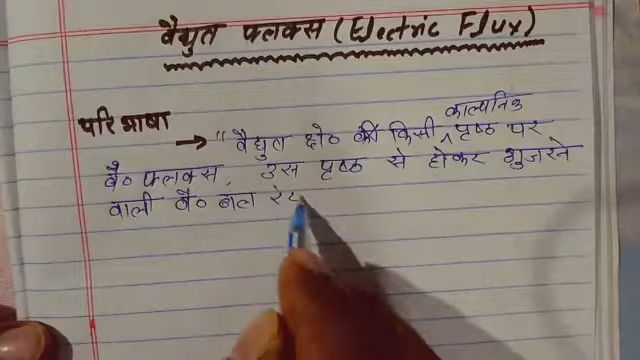 वैद्युत फ्लक्स (Electric Flux)
परिभाषा → "वैद्युत क्षे० की किसी काल्पनिक पृष्ठ पर
वै० फ्लक्स, उस पृष्ठ से होकर गुजरने
वाली वै० बल